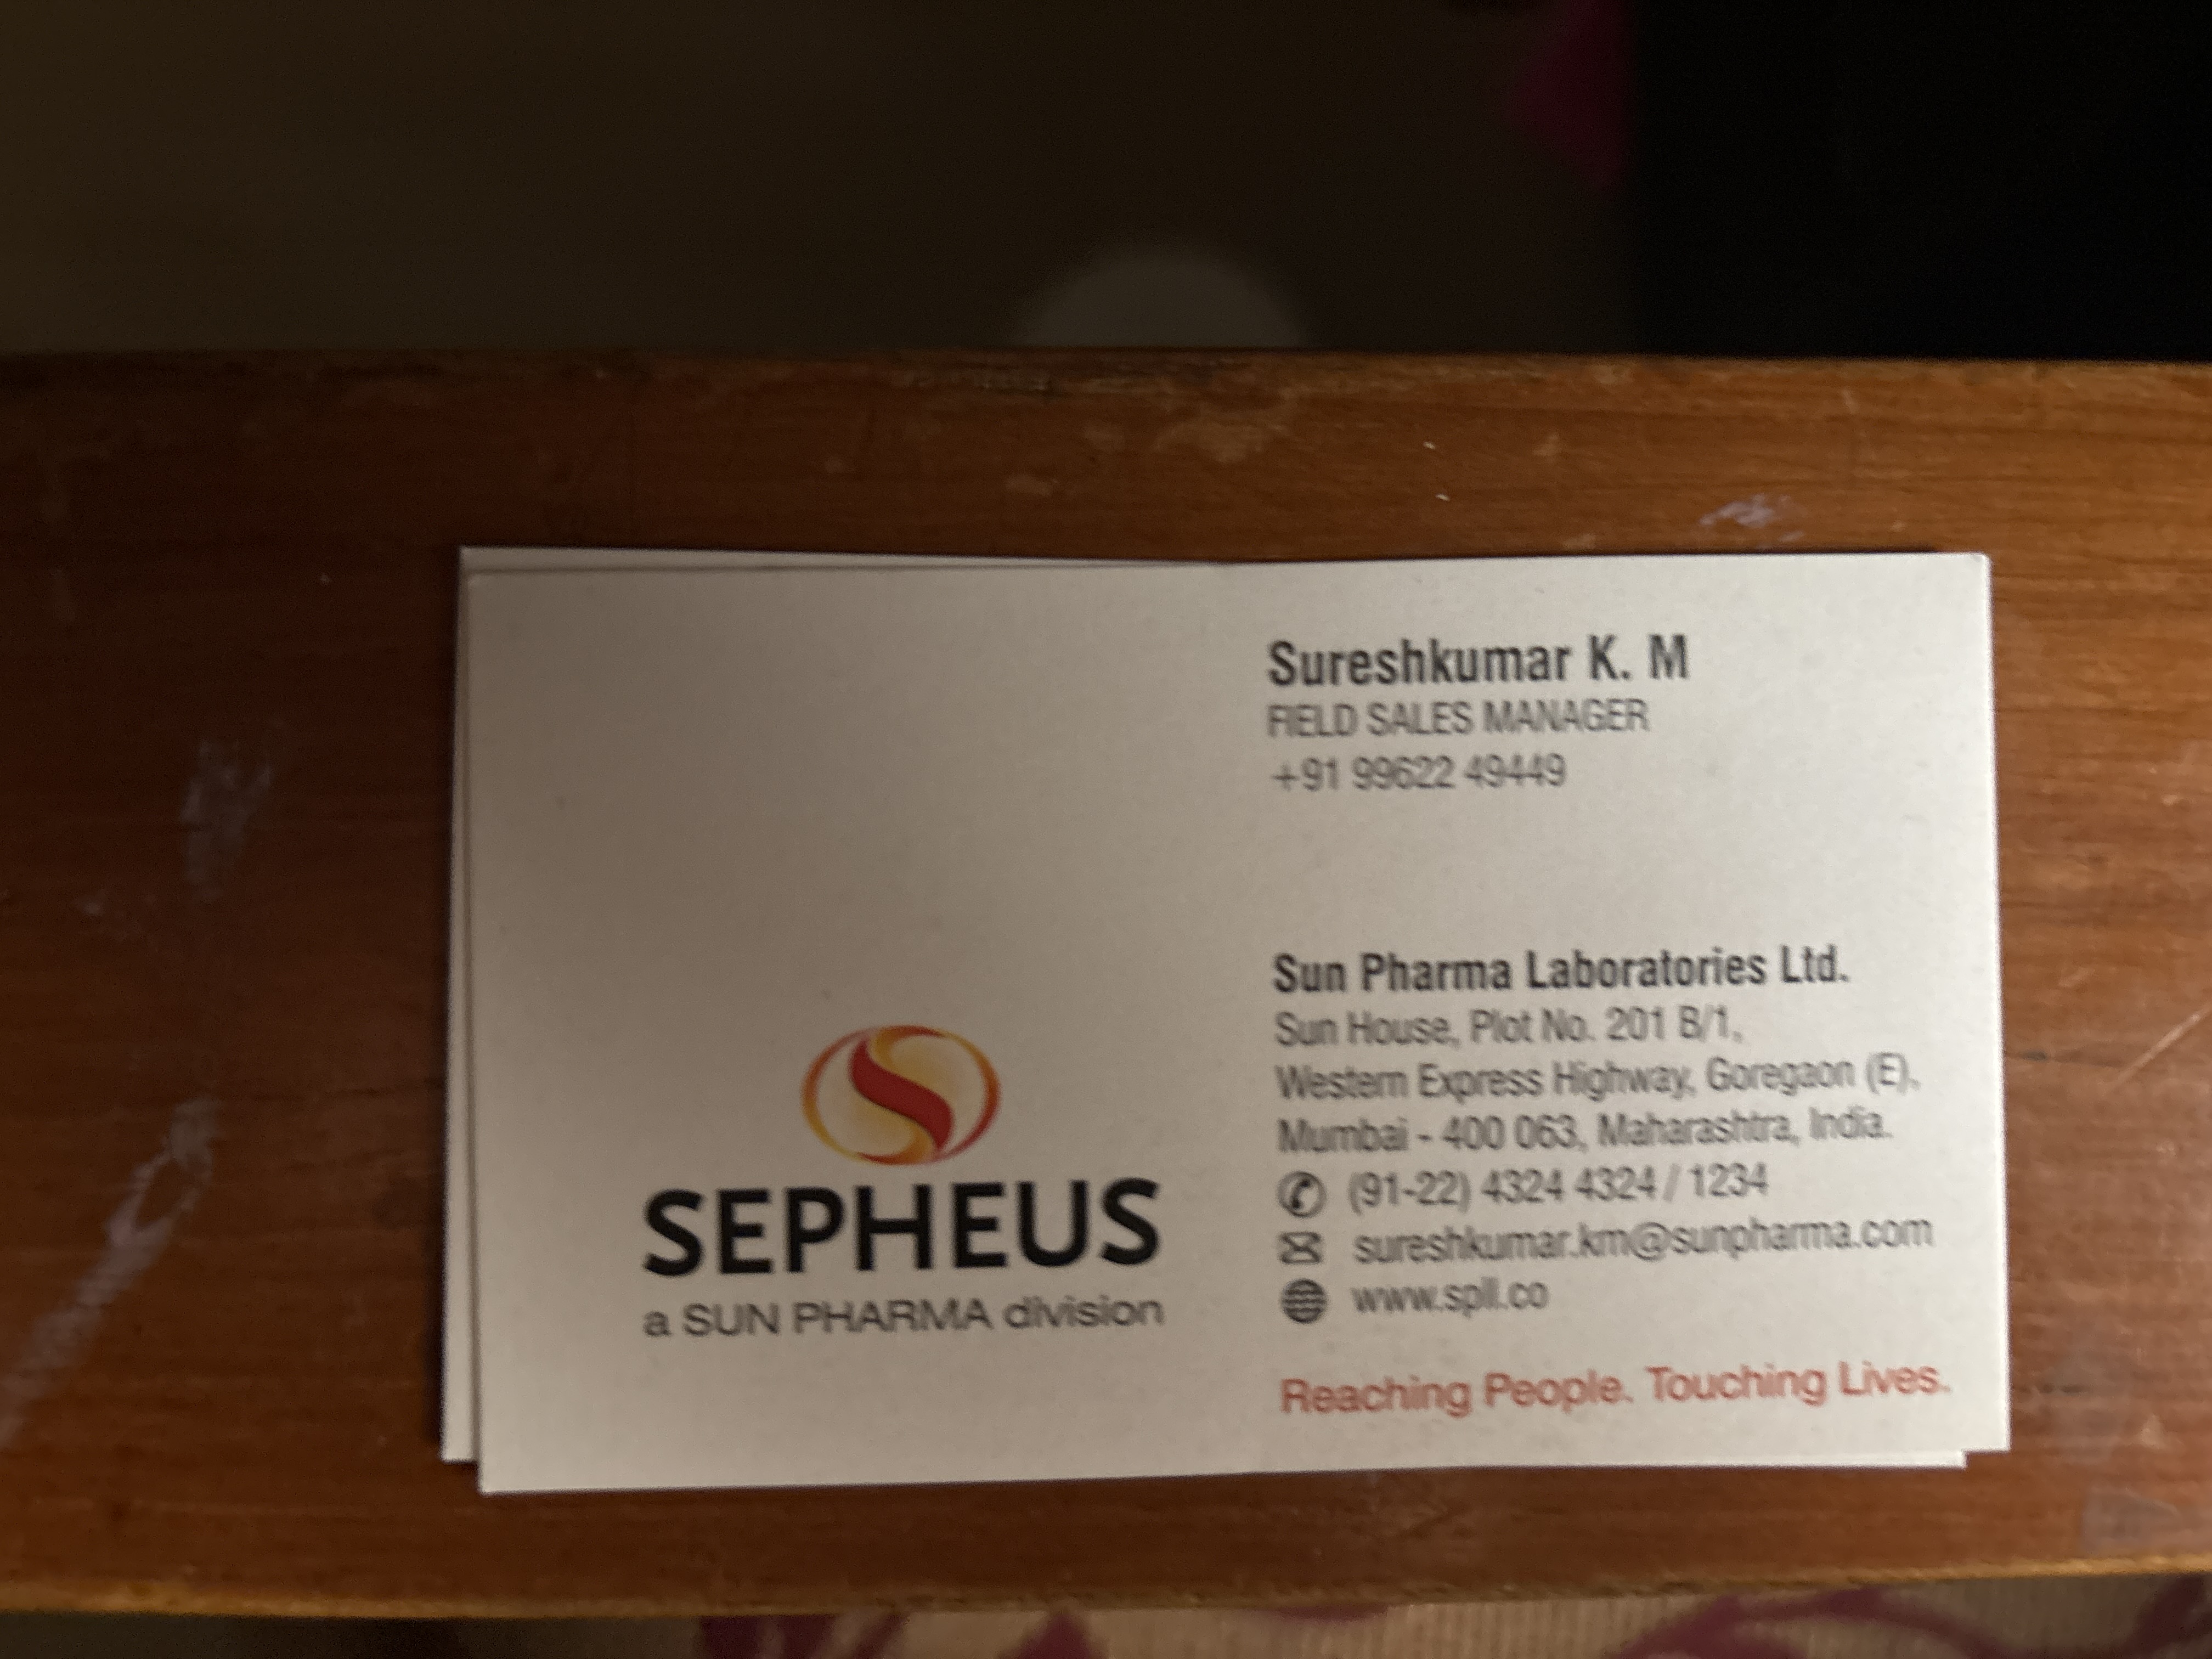 Sureshkumar K. M
FIELD SALES MANAGER
+91 99622 49449
Sun Pharma Laboratories Ltd.
Sun House, Plot No. 201 B/1,
Western Express Highway, Goregaon (E),
Mumbai - 400 063, Maharashtra, India.
(91-22) 4324 4324 / 1234
sureshkumar.km@sunpharma.com
www.spll.co
Reaching People. Touching Lives.
SEPHEUS
a SUN PHARMA division